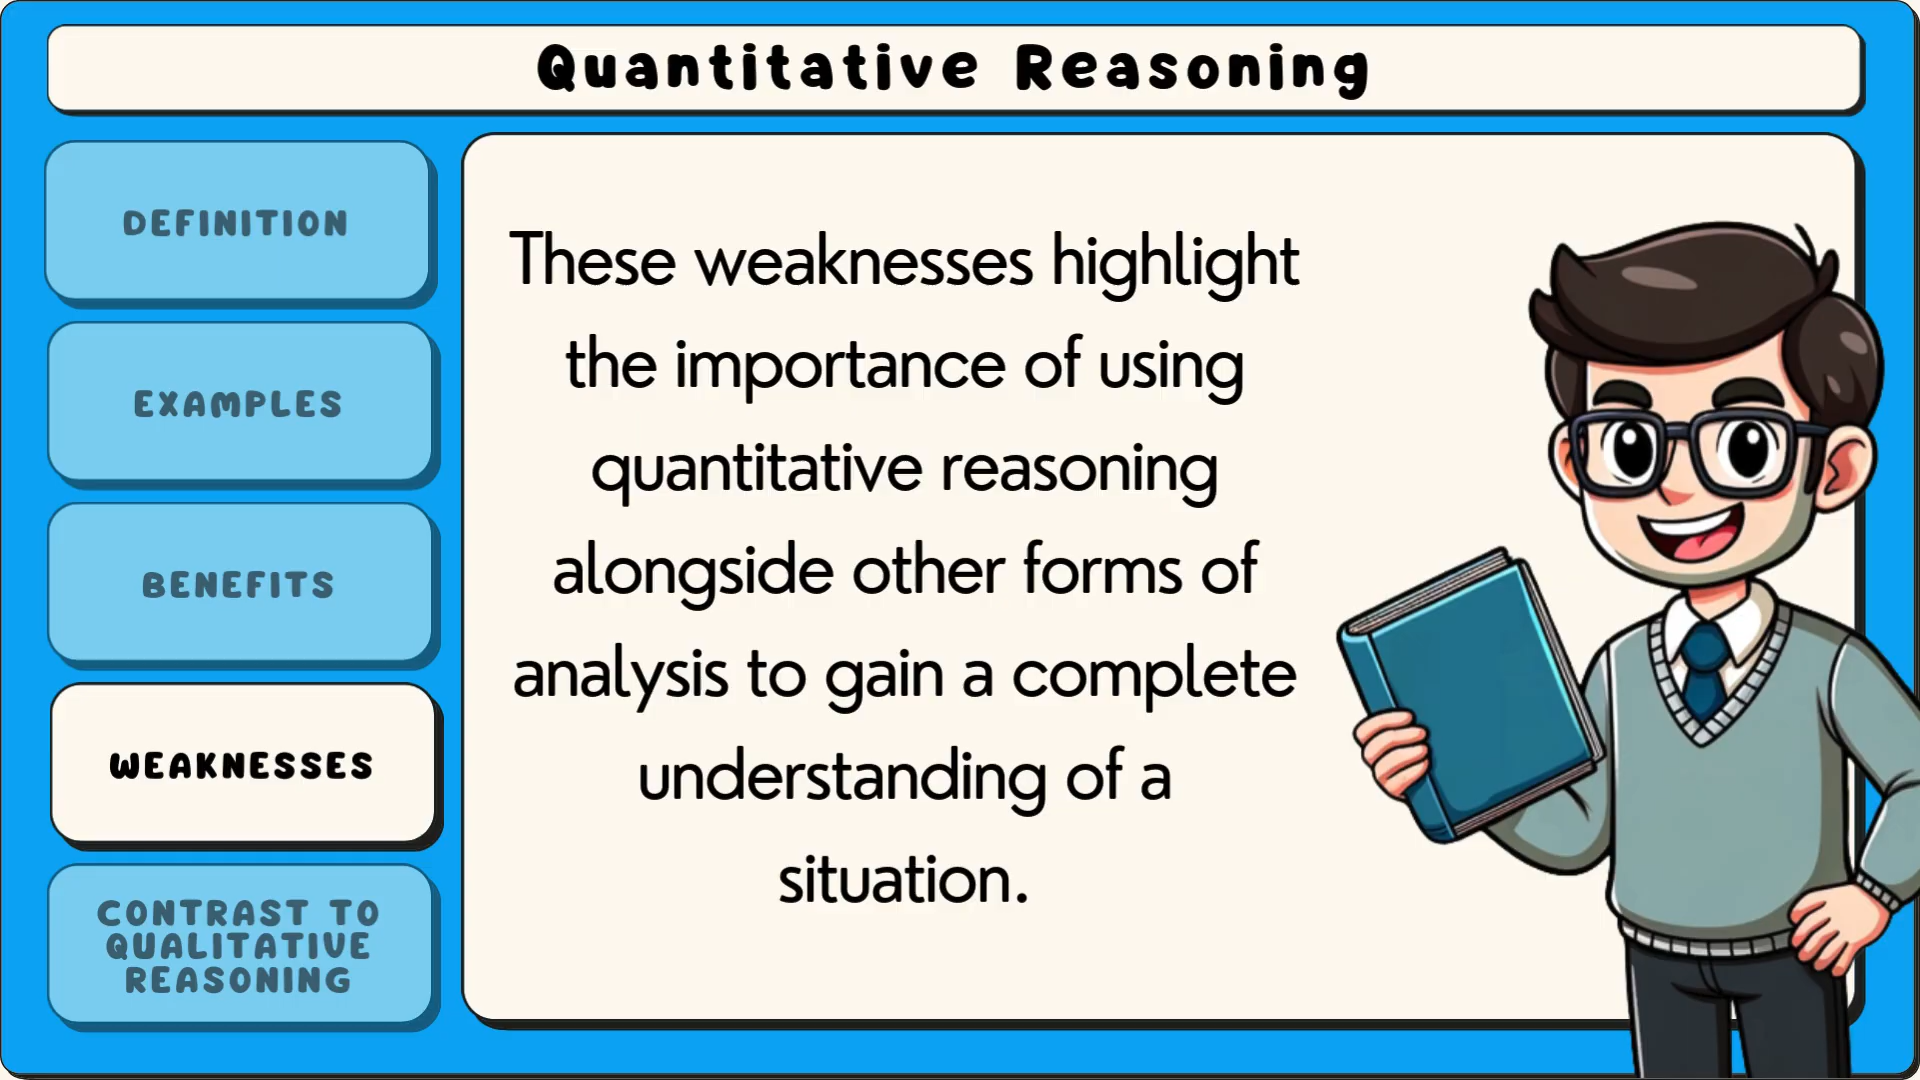 Quantitative Reasoning
DEFINITION
EXAMPLES
BENEFITS
WEAKNESSES
CONTRAST TO
QUALITATIVE
REASONING
These weaknesses highlight
the importance of using
quantitative reasoning
alongside other forms of
analysis to gain a complete
understanding of a
situation.